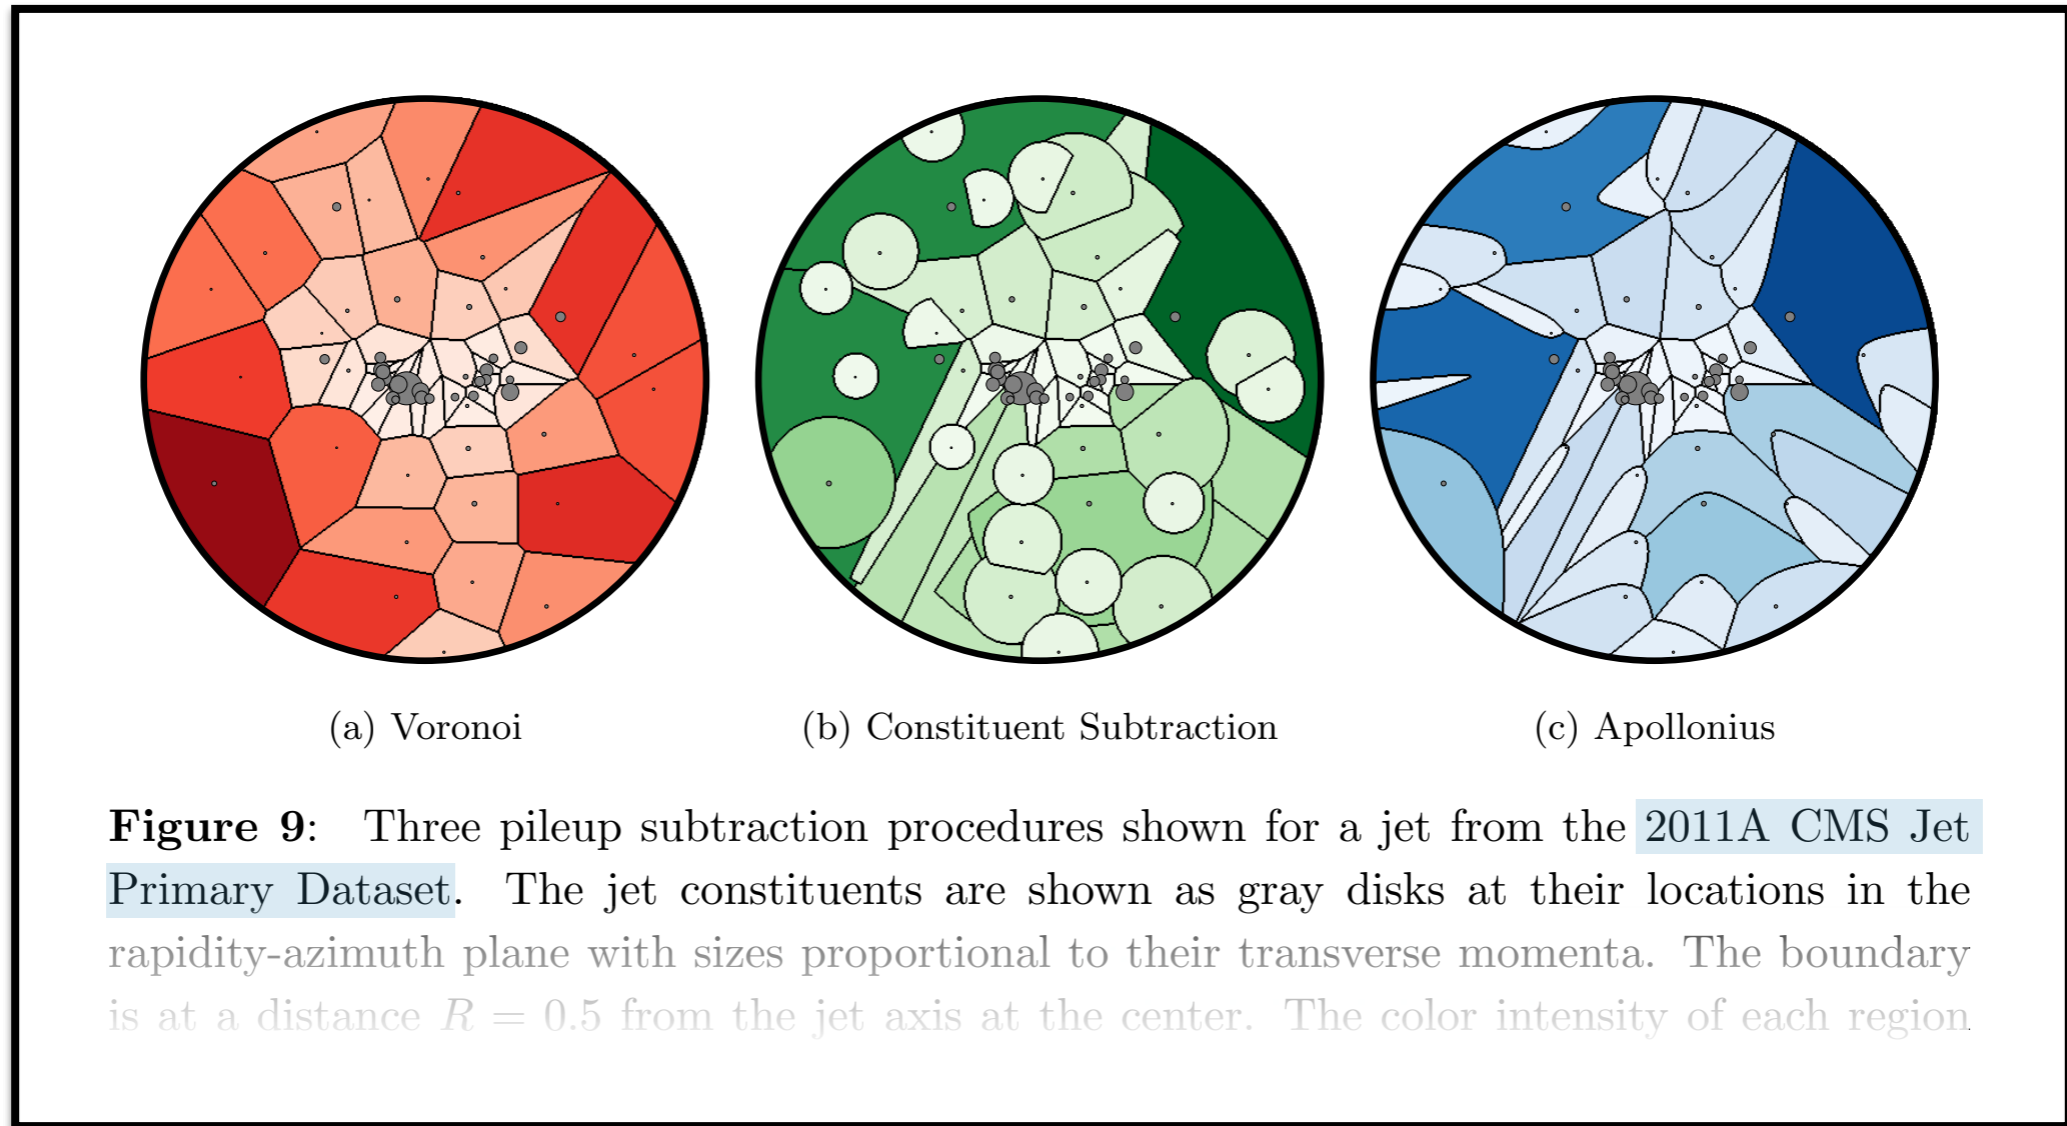 (a) Voronoi
(b) Constituent Subtraction
(c) Apollonius
Figure 9: Three pileup subtraction procedures shown for a jet from the 2011A CMS Jet
Primary Dataset. The jet constituents are shown as gray disks at their locations in the
rapidity-azimuth plane with sizes proportional to their transverse momenta. The boundary
is at a distance R = 0.5 from the jet axis at the center. The color intensity of each region